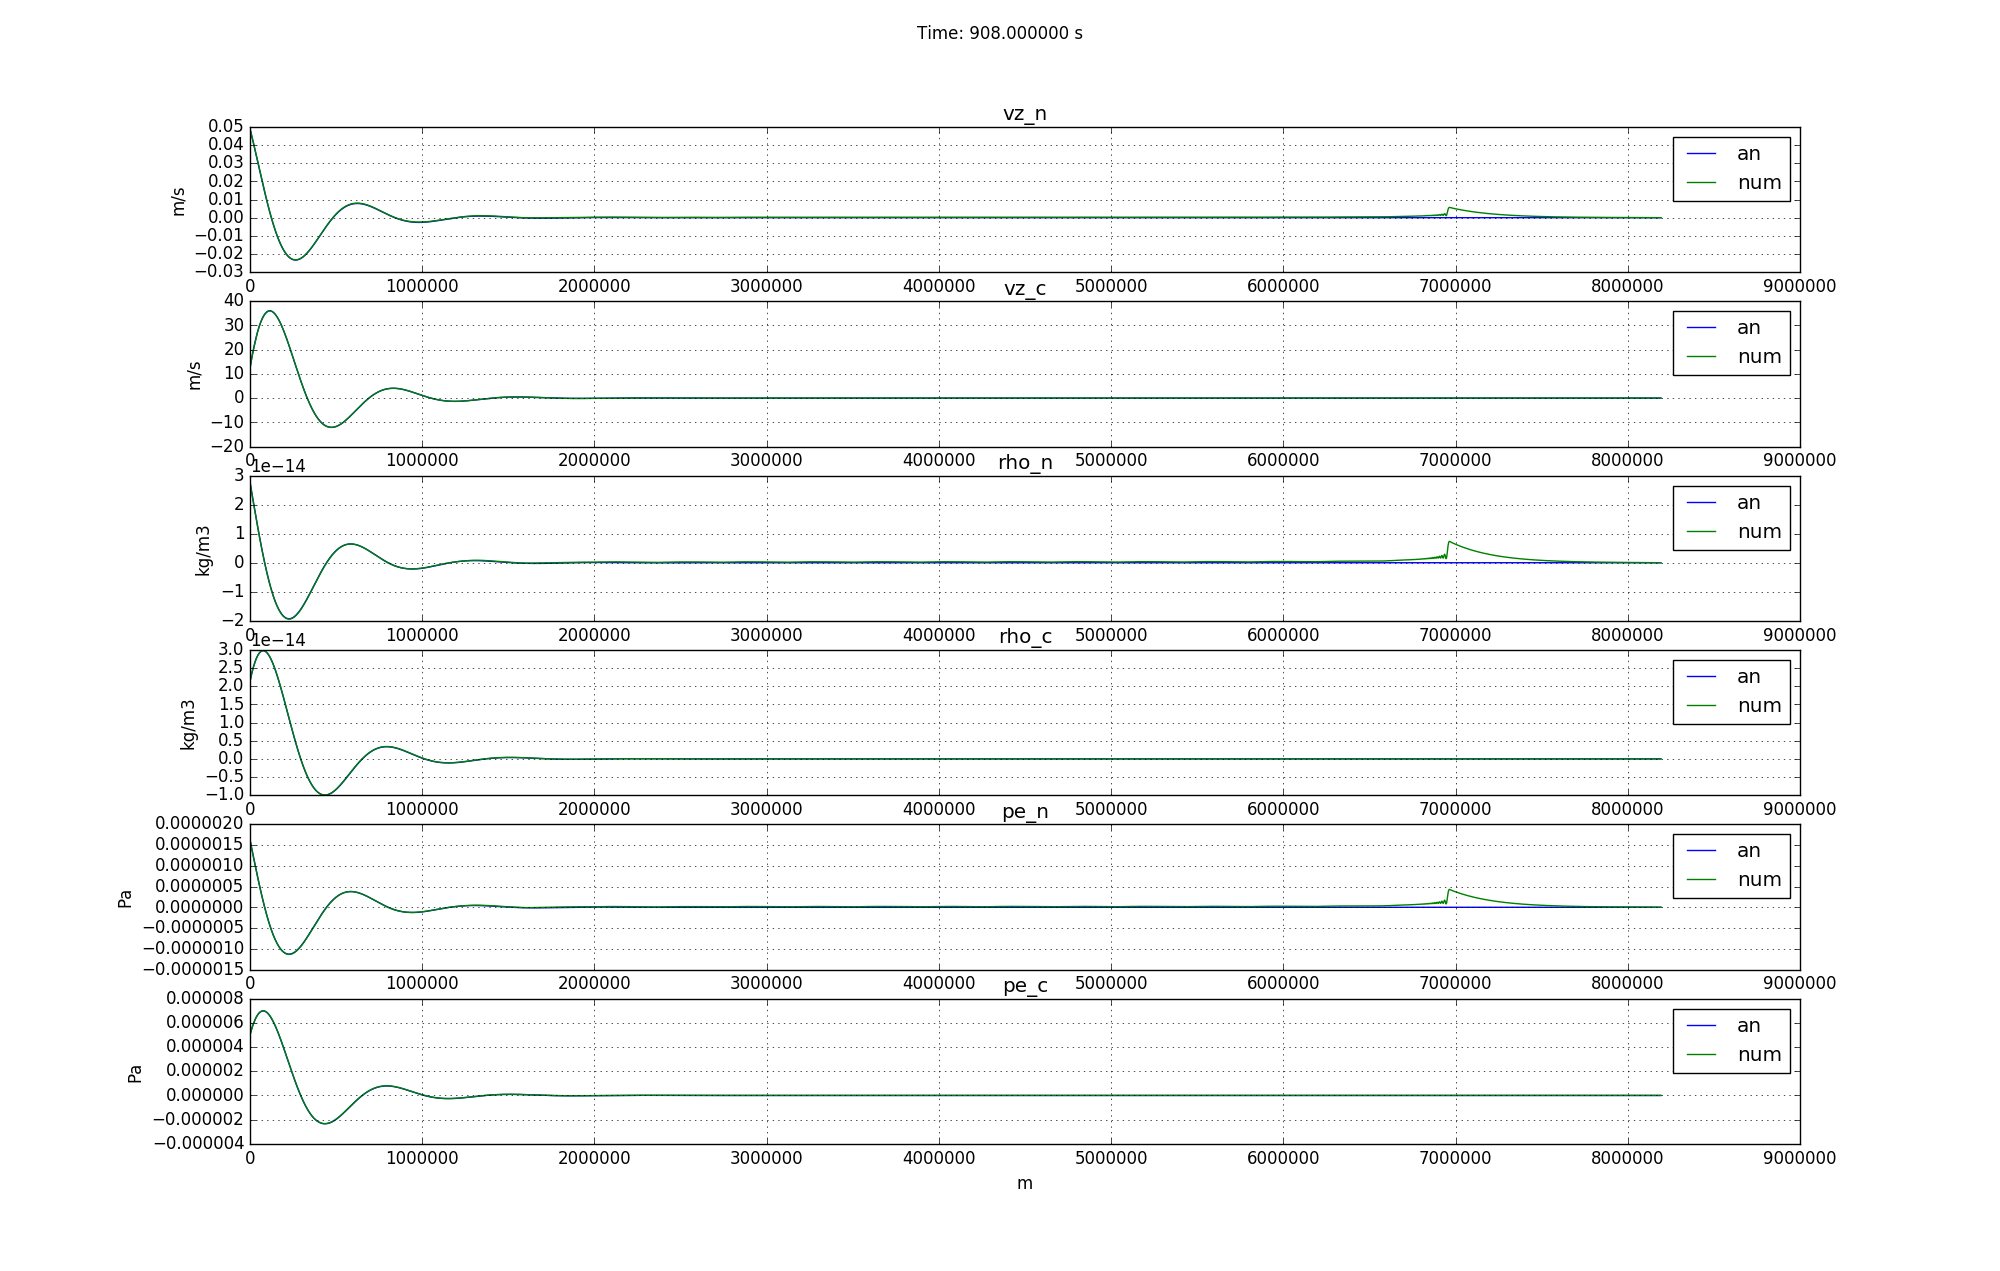 Time: 908.000000 s
vz_n
0.05
0.04
0.03
0.02
0.01
0.00
−0.01
−0.02
−0.03
m/s
an
num
0 1000000 2000000 3000000 4000000 5000000 6000000 7000000 8000000 9000000
vz_c
40
30
20
10
0
−10
−20
m/s
an
num
0 1000000 2000000 3000000 4000000 5000000 6000000 7000000 8000000 9000000
1e−14
rho_n
3
2
1
0
−1
−2
kg/m3
an
num
0 1000000 2000000 3000000 4000000 5000000 6000000 7000000 8000000 9000000
1e−14
rho_c
3.0
2.5
2.0
1.5
1.0
0.5
0.0
−0.5
−1.0
kg/m3
an
num
0 1000000 2000000 3000000 4000000 5000000 6000000 7000000 8000000 9000000
pe_n
0.0000020
0.0000015
0.0000010
0.0000005
0.0000000
−0.0000005
−0.0000010
−0.0000015
Pa
an
num
0 1000000 2000000 3000000 4000000 5000000 6000000 7000000 8000000 9000000
pe_c
0.000008
0.000006
0.000004
0.000002
0.000000
−0.000002
−0.000004
Pa
an
num
0 1000000 2000000 3000000 4000000 5000000 6000000 7000000 8000000 9000000
m